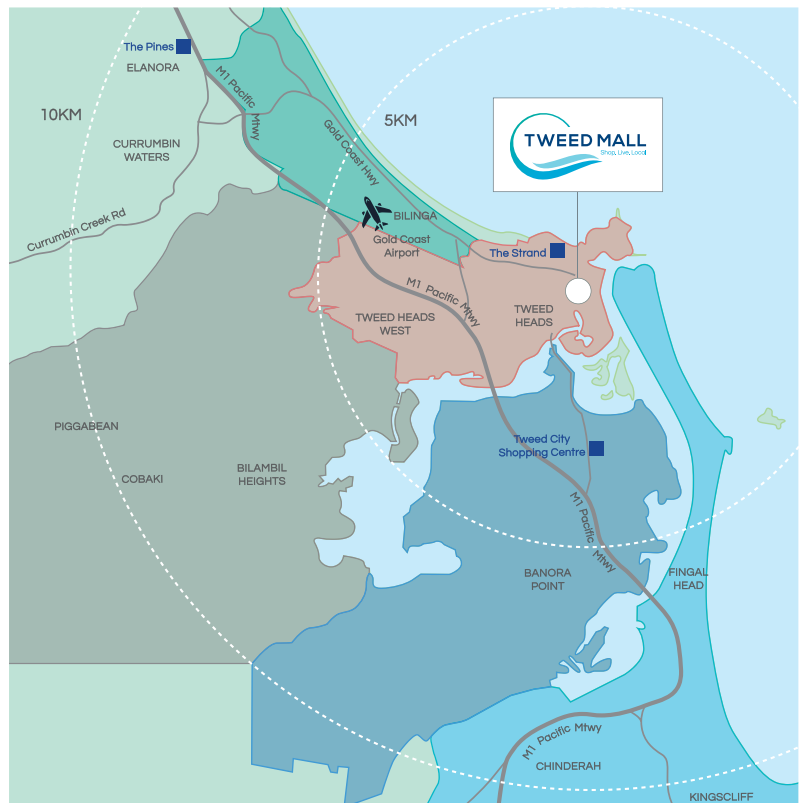 The Pines
ELANORA
M1 Pacific Mtwy
10KM
5KM
TWEED MALL
Shop, Live, Local
CURRUMBIN
WATERS
Gold Coast Hwy
Currumbin Creek Rd
BILINGA
Gold Coast
Airport
The Strand
M1 Pacific Mtwy
TWEED HEADS
WEST
TWEED
HEADS
PIGGABEAN
Tweed City
Shopping Centre
COBAKI
BILAMBIL
HEIGHTS
M1 Pacific Mtwy
BANORA
POINT
FINGAL
HEAD
M1 Pacific Mtwy
CHINDERAH
KINGSCLIFF